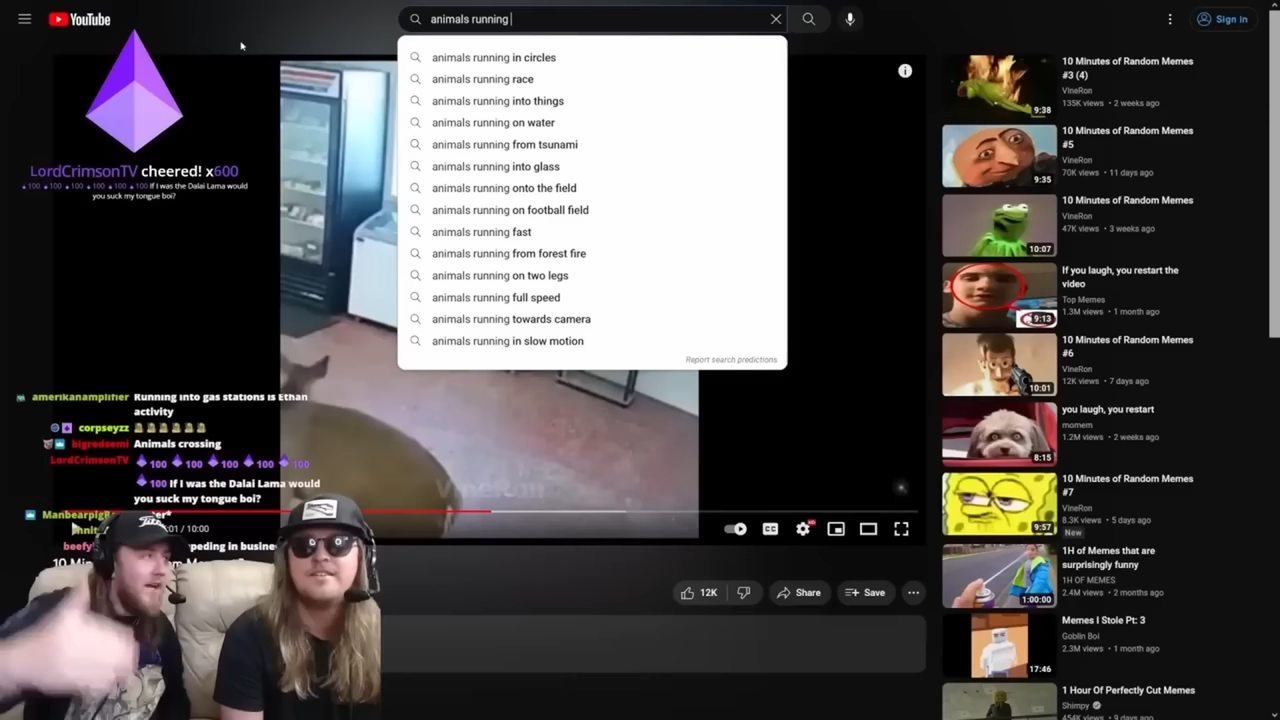 YouTube
animals running
Sign in
animals running in circles
animals running race
animals running into things
animals running on water
animals running from tsunami
animals running into glass
animals running onto the field
animals running on football field
animals running fast
animals running from forest fire
animals running on two legs
animals running full speed
animals running towards camera
animals running in slow motion
Report search predictions
LordCrimsonTV cheered! x600
100 100 100 100 100 100 If I was the Dalai Lama would
you suck my tongue boi?
amerikanamplifier Running into gas stations is Ethan
activity
corpseyzz
bigredsemi Animals crossing
LordCrimsonTV 100 100 100 100 100
100 If I was the Dalai Lama would
you suck my tongue boi?
VineRon
:01 / 10:00
CC
12K
Share
Save
10 Minutes of Random Memes
#3 (4)
VineRon
135K views • 2 weeks ago
9:38
10 Minutes of Random Memes
#5
VineRon
70K views • 11 days ago
9:35
10 Minutes of Random Memes
VineRon
47K views • 3 weeks ago
10:07
If you laugh, you restart the
video
Top Memes
1.3M views • 1 month ago
9:13
10 Minutes of Random Memes
#6
VineRon
12K views • 7 days ago
10:01
you laugh, you restart
momem
1.2M views • 2 weeks ago
8:15
10 Minutes of Random Memes
#7
VineRon
8.3K views • 5 days ago
New
9:57
1H of Memes that are
surprisingly funny
1H OF MEMES
2.4M views • 2 months ago
1:00:00
Memes I Stole Pt: 3
Goblin Boi
2.3M views • 1 month ago
17:46
1 Hour Of Perfectly Cut Memes
Shimpy
454K views • 9 days ago